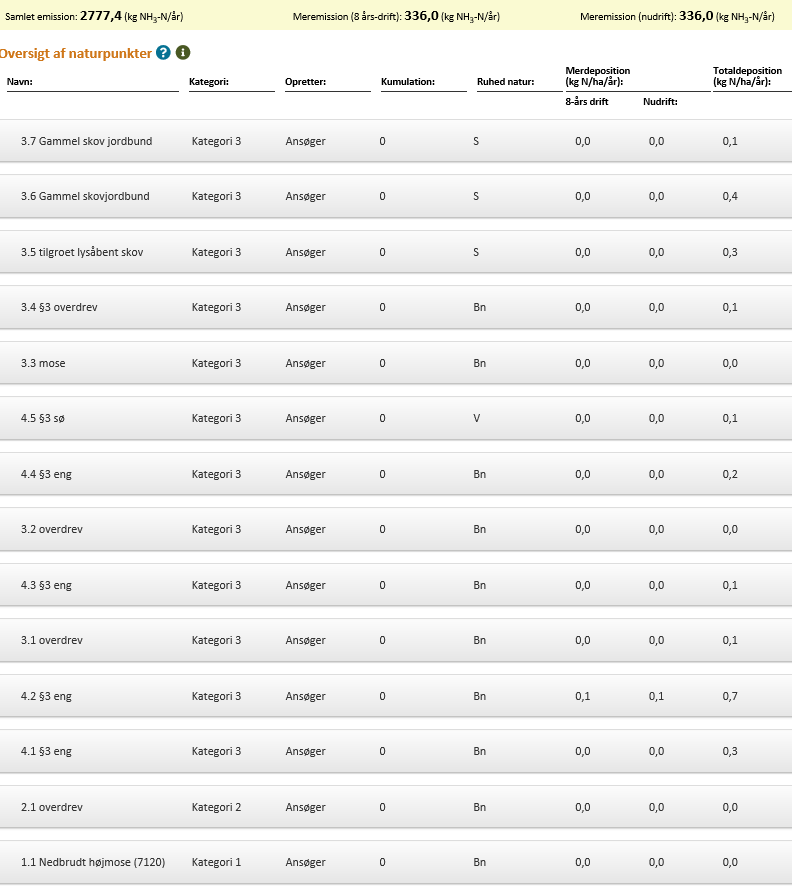 Samlet emission: 2777,4 (kg NH3-N/år) Meremission (8 års-drift): 336,0 (kg NH3-N/år) Meremission (nudrift): 336,0 (kg NH3-N/år)
Oversigt af naturpunkter ? i
Navn: Kategori: Opretter: Kumulation: Ruhed natur: Merdeposition (kg N/ha/år): Totaldeposition (kg N/ha/år):
8-års drift Nudrift:
3.7 Gammel skov jordbund Kategori 3 Ansøger 0 S 0,0 0,0 0,1
3.6 Gammel skovjordbund Kategori 3 Ansøger 0 S 0,0 0,0 0,4
3.5 tilgroet lysåbent skov Kategori 3 Ansøger 0 S 0,0 0,0 0,3
3.4 §3 overdrev Kategori 3 Ansøger 0 Bn 0,0 0,0 0,1
3.3 mose Kategori 3 Ansøger 0 Bn 0,0 0,0 0,0
4.5 §3 sø Kategori 3 Ansøger 0 V 0,0 0,0 0,1
4.4 §3 eng Kategori 3 Ansøger 0 Bn 0,0 0,0 0,2
3.2 overdrev Kategori 3 Ansøger 0 Bn 0,0 0,0 0,0
4.3 §3 eng Kategori 3 Ansøger 0 Bn 0,0 0,0 0,1
3.1 overdrev Kategori 3 Ansøger 0 Bn 0,0 0,0 0,1
4.2 §3 eng Kategori 3 Ansøger 0 Bn 0,1 0,1 0,7
4.1 §3 eng Kategori 3 Ansøger 0 Bn 0,0 0,0 0,3
2.1 overdrev Kategori 2 Ansøger 0 Bn 0,0 0,0 0,0
1.1 Nedbrudt højmose (7120) Kategori 1 Ansøger 0 Bn 0,0 0,0 0,0